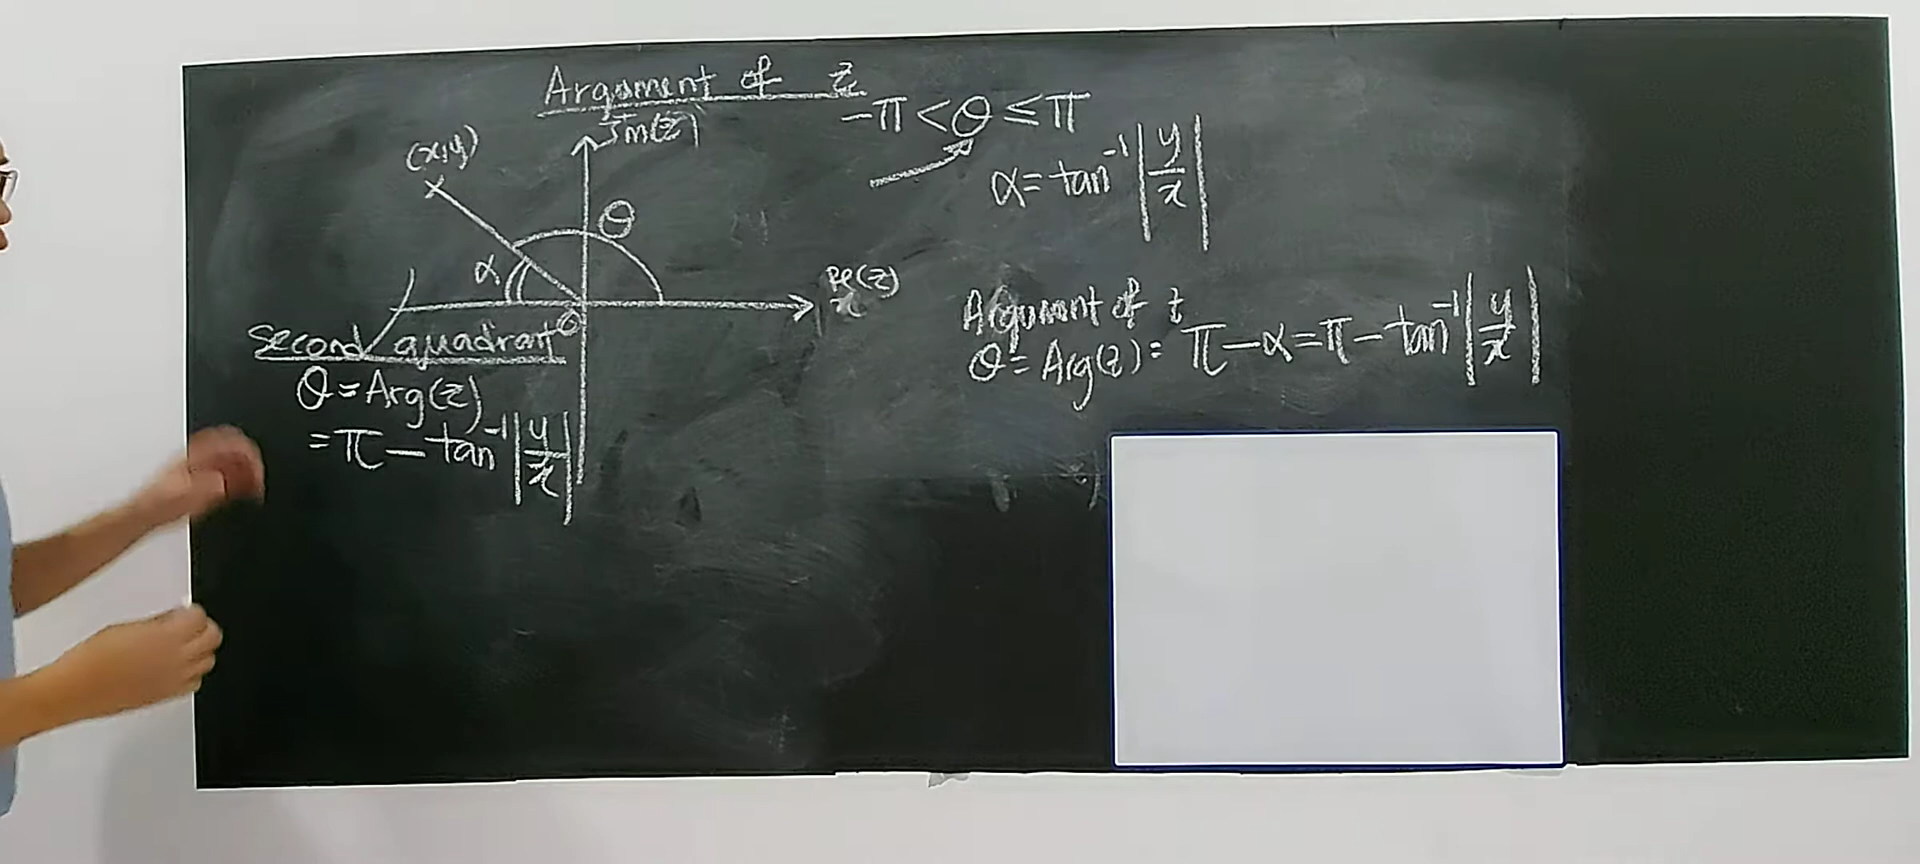 Argument of z
-π < θ ≤ π
Im(z)
(x,y)
α = tan⁻¹|y/x|
θ
α
Re(z)
x
O
Second quadrant
θ = Arg(z)
= π - tan⁻¹|y/x|
Argument of z
θ = Arg(z) = π - α = π - tan⁻¹|y/x|